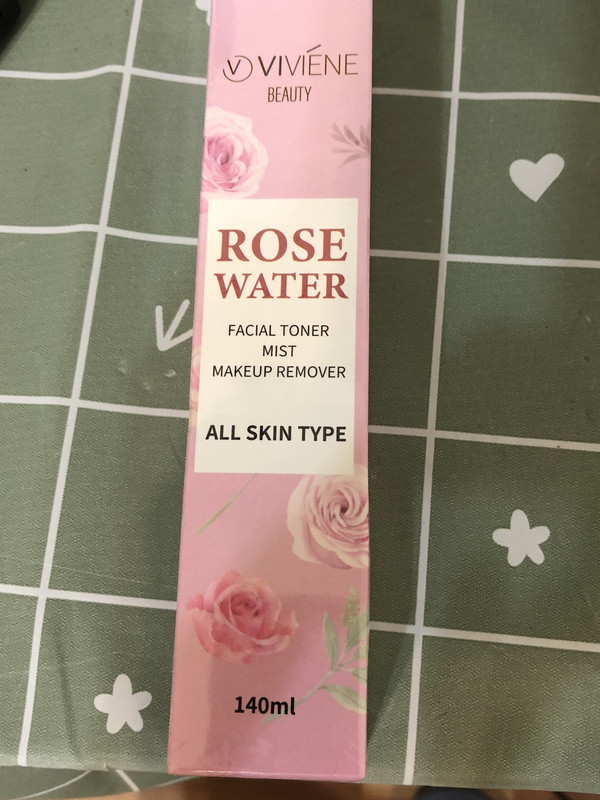 VIVIÉNE
BEAUTY
ROSE
WATER
FACIAL TONER
MIST
MAKEUP REMOVER
ALL SKIN TYPE
140ml